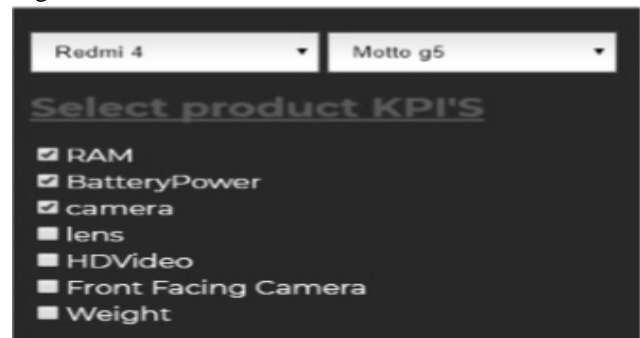 Redmi 4 Motto g5
Select product KPI'S
RAM
BatteryPower
camera
lens
HDVideo
Front Facing Camera
Weight